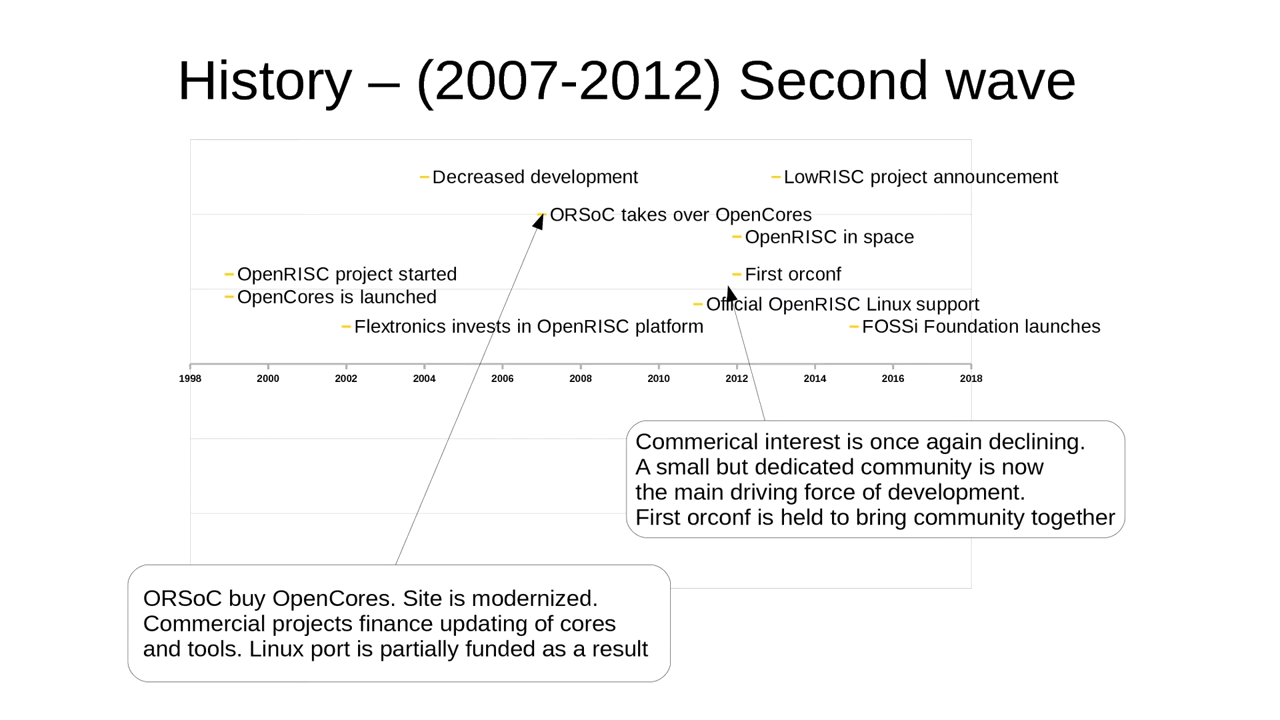 History – (2007-2012) Second wave
Decreased development
LowRISC project announcement
ORSoC takes over OpenCores
OpenRISC in space
OpenRISC project started
First orconf
OpenCores is launched
Official OpenRISC Linux support
Flextronics invests in OpenRISC platform
FOSSi Foundation launches
1998 2000 2002 2004 2006 2008 2010 2012 2014 2016 2018
Commerical interest is once again declining.
A small but dedicated community is now
the main driving force of development.
First orconf is held to bring community together
ORSoC buy OpenCores. Site is modernized.
Commercial projects finance updating of cores
and tools. Linux port is partially funded as a result